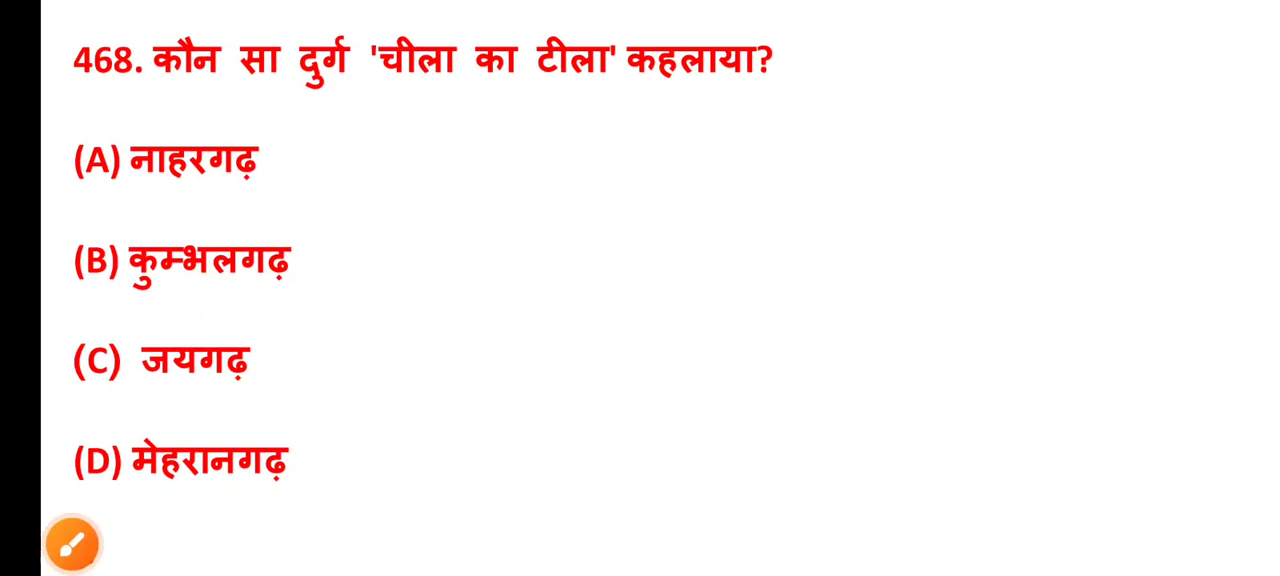 468. कौन सा दुर्ग 'चीला का टीला' कहलाया?
(A) नाहरगढ़
(B) कुम्भलगढ़
(C) जयगढ़
(D) मेहरानगढ़